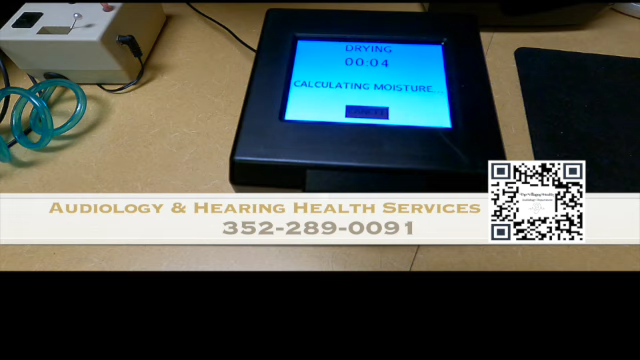 DRYING
00:04
CALCULATING MOISTURE...
AUDIOLOGY & HEARING HEALTH SERVICES
352-289-0091